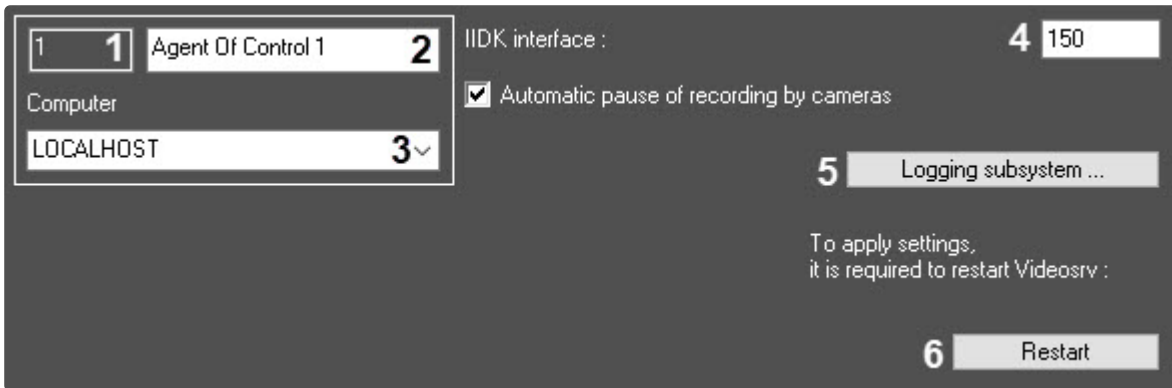 1 1 Agent Of Control 1 2
Computer
LOCALHOST 3
IIDK interface : 4 150
Automatic pause of recording by cameras
5 Logging subsystem ...
To apply settings,
it is required to restart Videosrv :
6 Restart